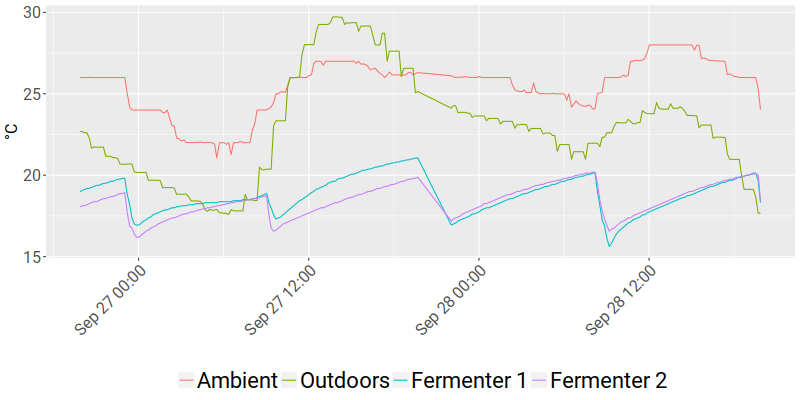 30
25
20
15
°C
Sep 27 00:00
Sep 27 12:00
Sep 28 00:00
Sep 28 12:00
Ambient Outdoors Fermenter 1 Fermenter 2